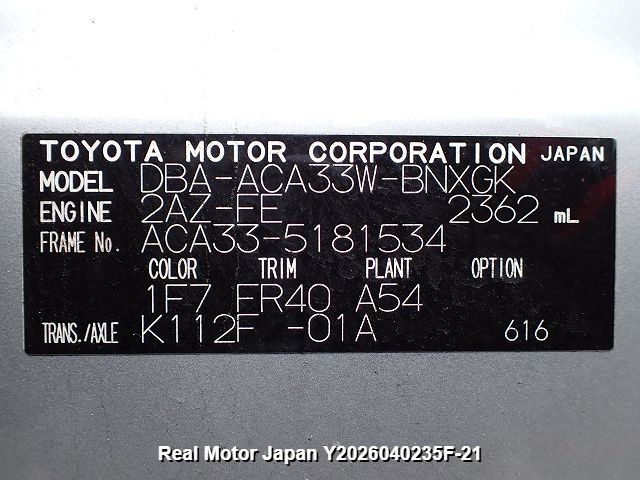 TOYOTA MOTOR CORPORATION JAPAN
MODEL DBA-ACA33W-BNXGK
ENGINE 2AZ-FE 2362 mL
FRAME No. ACA33-5181534
COLOR TRIM PLANT OPTION
1F7 FR40 A54
TRANS./AXLE K112F -01A 616
Real Motor Japan Y2026040235F-21